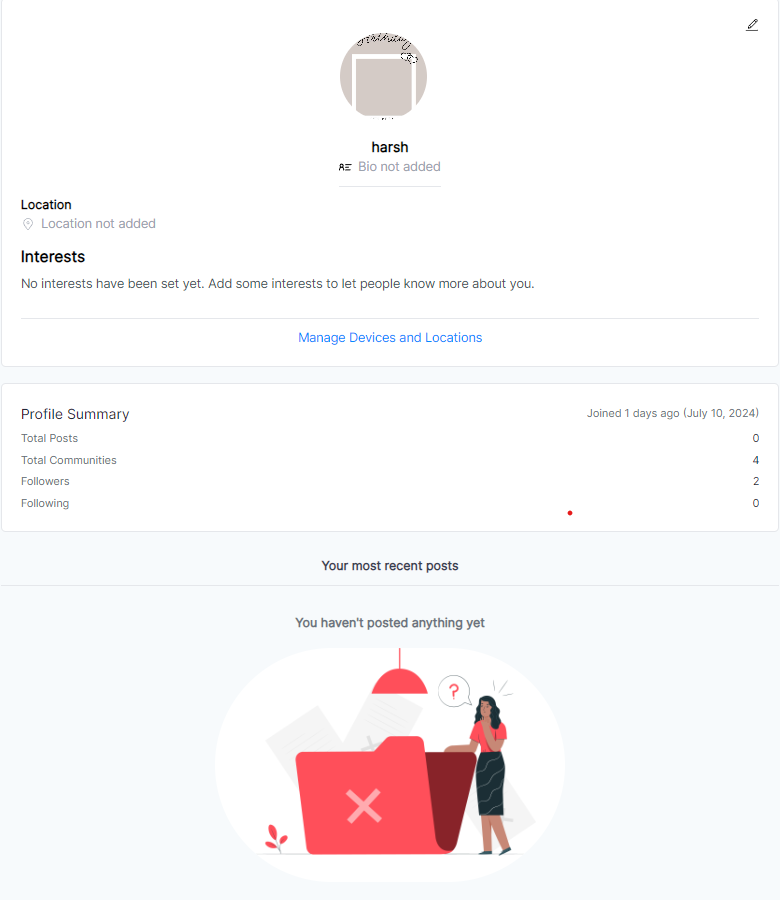 harsh
Bio not added
Location
Location not added
Interests
No interests have been set yet. Add some interests to let people know more about you.
Manage Devices and Locations
Profile Summary Joined 1 days ago (July 10, 2024)
Total Posts 0
Total Communities 4
Followers 2
Following 0
Your most recent posts
You haven't posted anything yet
?